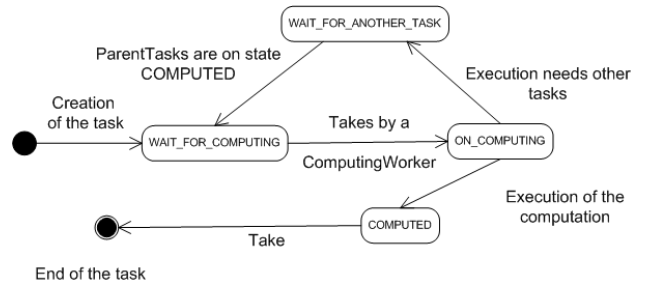 WAIT_FOR_ANOTHER_TASK
ParentTasks are on state
COMPUTED
Execution needs other
tasks
Creation
of the task
WAIT_FOR_COMPUTING
Takes by a
ComputingWorker
ON_COMPUTING
Execution of the
computation
COMPUTED
Take
End of the task